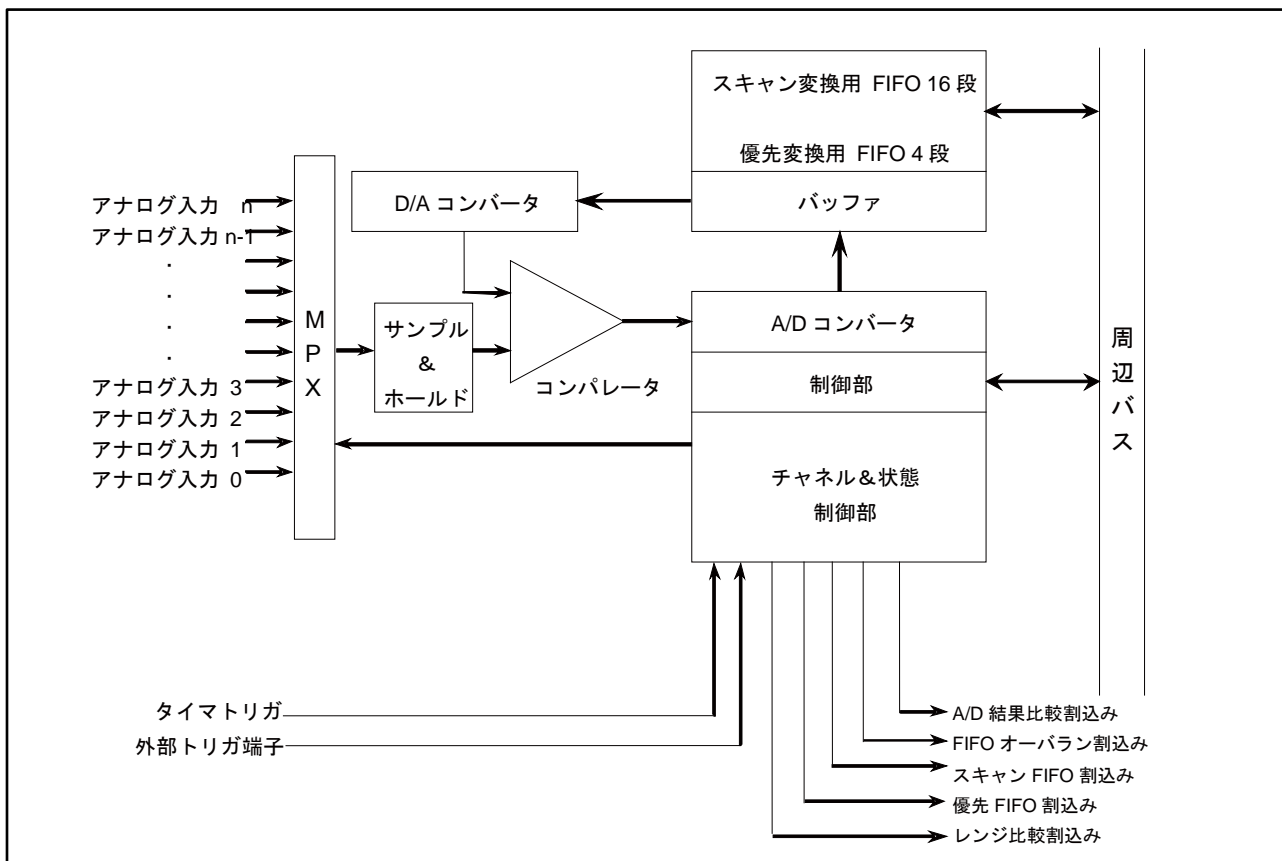 スキャン変換用 FIFO 16 段
優先変換用 FIFO 4 段
バッファ
D/A コンバータ
アナログ入力 n
アナログ入力 n-1
.
.
.
.
アナログ入力 3
アナログ入力 2
アナログ入力 1
アナログ入力 0
M
P
X
サンプル
&
ホールド
コンパレータ
A/D コンバータ
制御部
チャネル＆状態
制御部
周
辺
バ
ス
タイマトリガ
外部トリガ端子
A/D 結果比較割込み
FIFO オーバラン割込み
スキャン FIFO 割込み
優先 FIFO 割込み
レンジ比較割込み